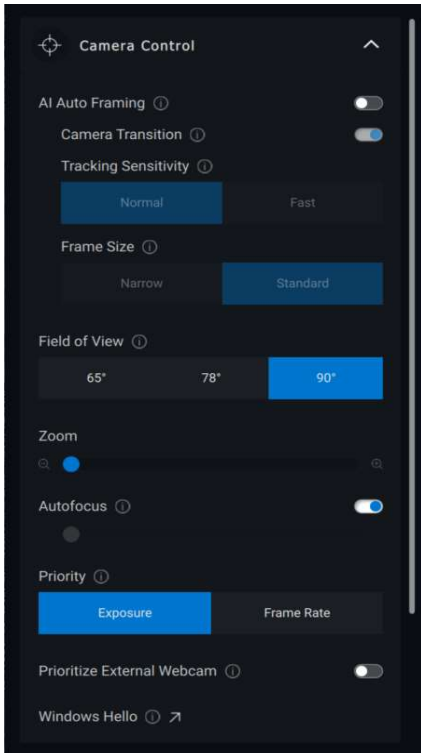 Camera Control
AI Auto Framing
Camera Transition
Tracking Sensitivity
Normal Fast
Frame Size
Narrow Standard
Field of View
65° 78° 90°
Zoom
Autofocus
Priority
Exposure Frame Rate
Prioritize External Webcam
Windows Hello